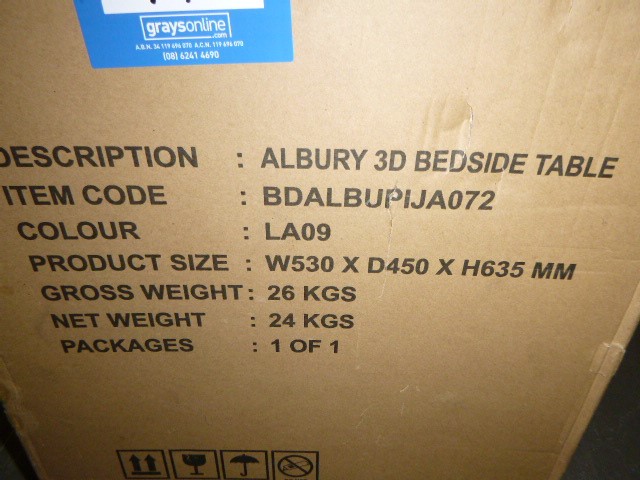 graysonline
.com
A.B.N. 34 119 696 070 A.C.N. 119 696 070
(08) 6241 4690
DESCRIPTION : ALBURY 3D BEDSIDE TABLE
ITEM CODE : BDALBUPIJA072
COLOUR : LA09
PRODUCT SIZE : W530 X D450 X H635 MM
GROSS WEIGHT : 26 KGS
NET WEIGHT : 24 KGS
PACKAGES : 1 OF 1